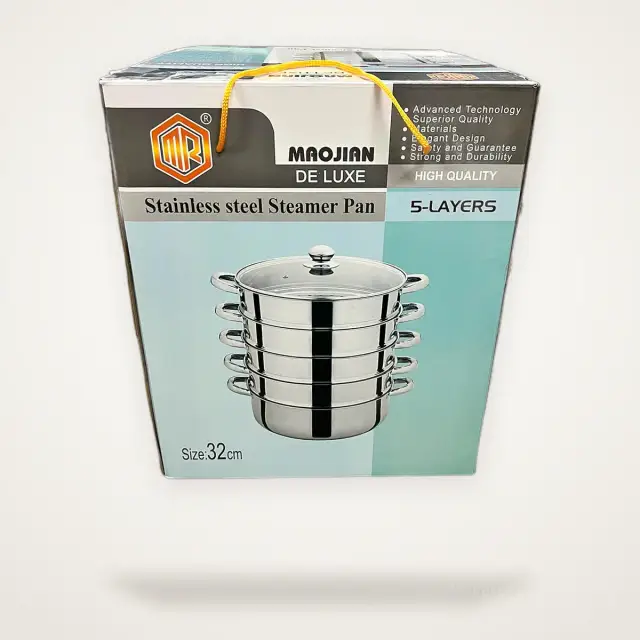 MR
®
MAOJIAN
DE LUXE
Advanced Technology
Superior Quality
Materials
Elegant Design
Safety and Guarantee
Strong and Durability
HIGH QUALITY
Stainless steel Steamer Pan
5-LAYERS
Size:32cm